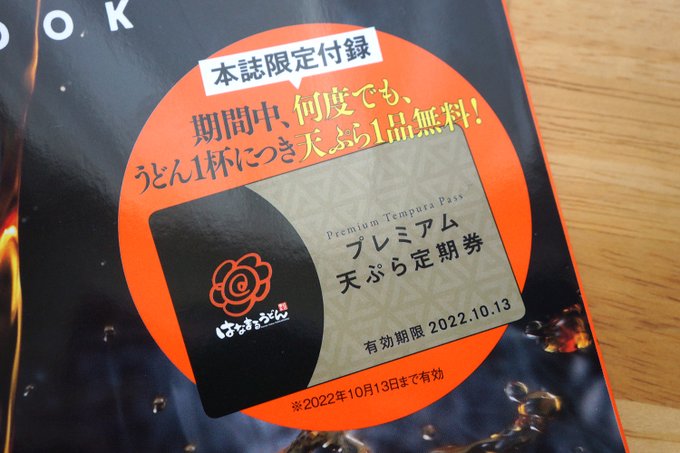 OOK
本誌限定付録
期間中、何度でも、
うどん1杯につき天ぷら1品無料!
Premium Tempura Pass
プレミアム
天ぷら定期券
はなまるうどん
有効期限 2022.10.13
※2022年10月13日まで有効